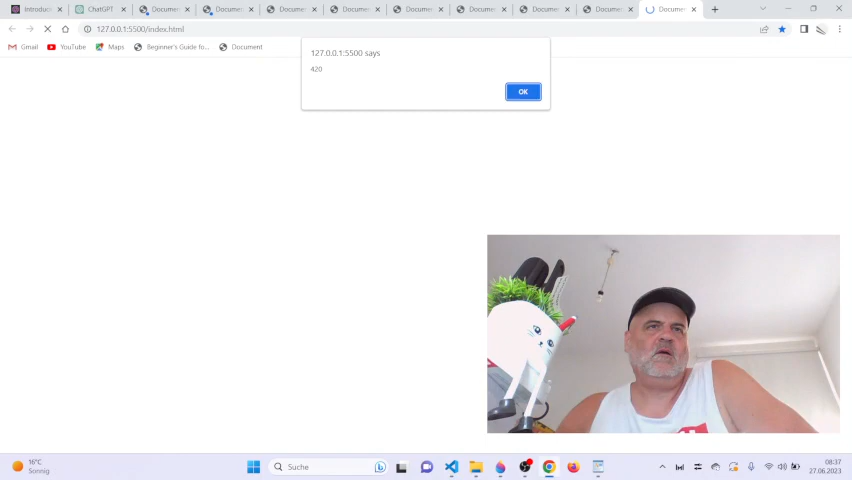 introduc
ChatGPT
Documen
Documen
Documen
Documen
Documen
Documen
Documen
Documen
Documen
127.0.0.1:5500/index.html
Gmail
YouTube
Maps
Beginner's Guide fo...
Document
127.0.0.1:5500 says
420
OK
16°C
Sonnig
Suche
08:37
27.06.2023